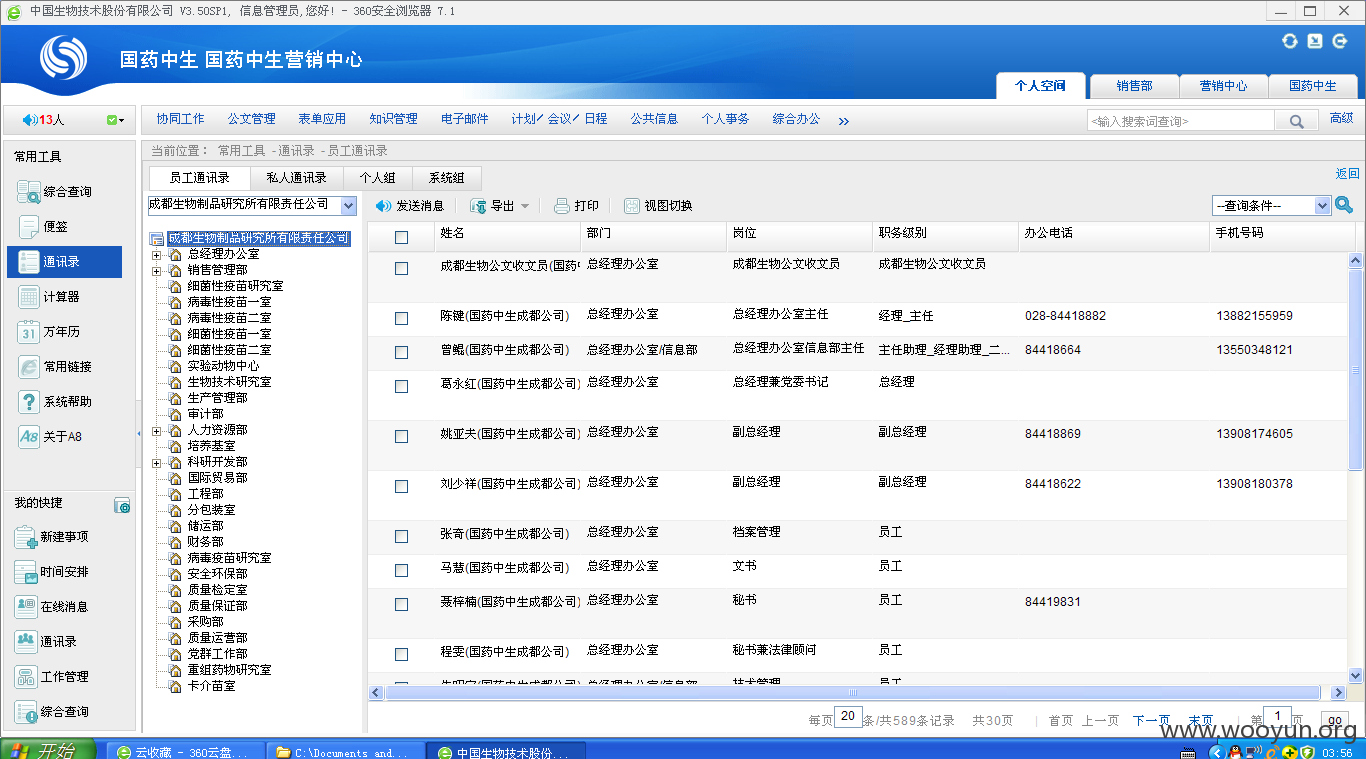 中国生物技术股份有限公司 V3.50SP1, 信息管理员,您好! - 360安全浏览器 7.1
国药中生 国药中生营销中心
个人空间 销售部 营销中心 国药中生
13人 协同工作 公文管理 表单应用 知识管理 电子邮件 计划/会议/日程 公共信息 个人事务 综合办公 » <输入搜索词查询> 高级
常用工具
综合查询
便签
通讯录
计算器
31 万年历
常用链接
? 系统帮助
A8 关于A8
我的快捷
新建事项
时间安排
在线消息
通讯录
工作管理
综合查询
当前位置: 常用工具 - 通讯录 - 员工通讯录
员工通讯录 私人通讯录 个人组 系统组 返回
成都生物制品研究所有限责任公司
发送消息 导出 打印 视图切换 --查询条件--
成都生物制品研究所有限责任公司
总经理办公室
销售管理部
细菌性疫苗研究室
病毒性疫苗一室
病毒性疫苗二室
细菌性疫苗一室
细菌性疫苗二室
实验动物中心
生物技术研究室
生产管理部
审计部
人力资源部
培养基室
科研开发部
国际贸易部
工程部
分包装室
储运部
财务部
病毒疫苗研究室
安全环保部
质量检定室
质量保证部
采购部
质量运营部
党群工作部
重组药物研究室
卡介苗室
姓名 部门 岗位 职务级别 办公电话 手机号码
成都生物公文收文员(国药中 总经理办公室 成都生物公文收文员 成都生物公文收文员
陈键(国药中生成都公司) 总经理办公室 总经理办公室主任 经理_主任 028-84418882 13882155959
曾鲲(国药中生成都公司) 总经理办公室/信息部 总经理办公室信息部主任 主任助理_经理助理_二... 84418664 13550348121
葛永红(国药中生成都公司) 总经理办公室 总经理兼党委书记 总经理
姚亚夫(国药中生成都公司) 总经理办公室 副总经理 副总经理 84418869 13908174605
刘少祥(国药中生成都公司) 总经理办公室 副总经理 副总经理 84418622 13908180378
张奇(国药中生成都公司) 总经理办公室 档案管理 员工
马慧(国药中生成都公司) 总经理办公室 文书 员工
聂梓楠(国药中生成都公司) 总经理办公室 秘书 员工 84419831
程雯(国药中生成都公司) 总经理办公室 秘书兼法律顾问 员工
总经理办公室/信息部 技术管理 员工
每页 20 条/共589条记录 共30页 首页 上一页 下一页 末页 第 1 页 go
www.wooyun.org
开始 云收藏 - 360云盘... C:\Documents and... 中国生物技术股份... 03:56